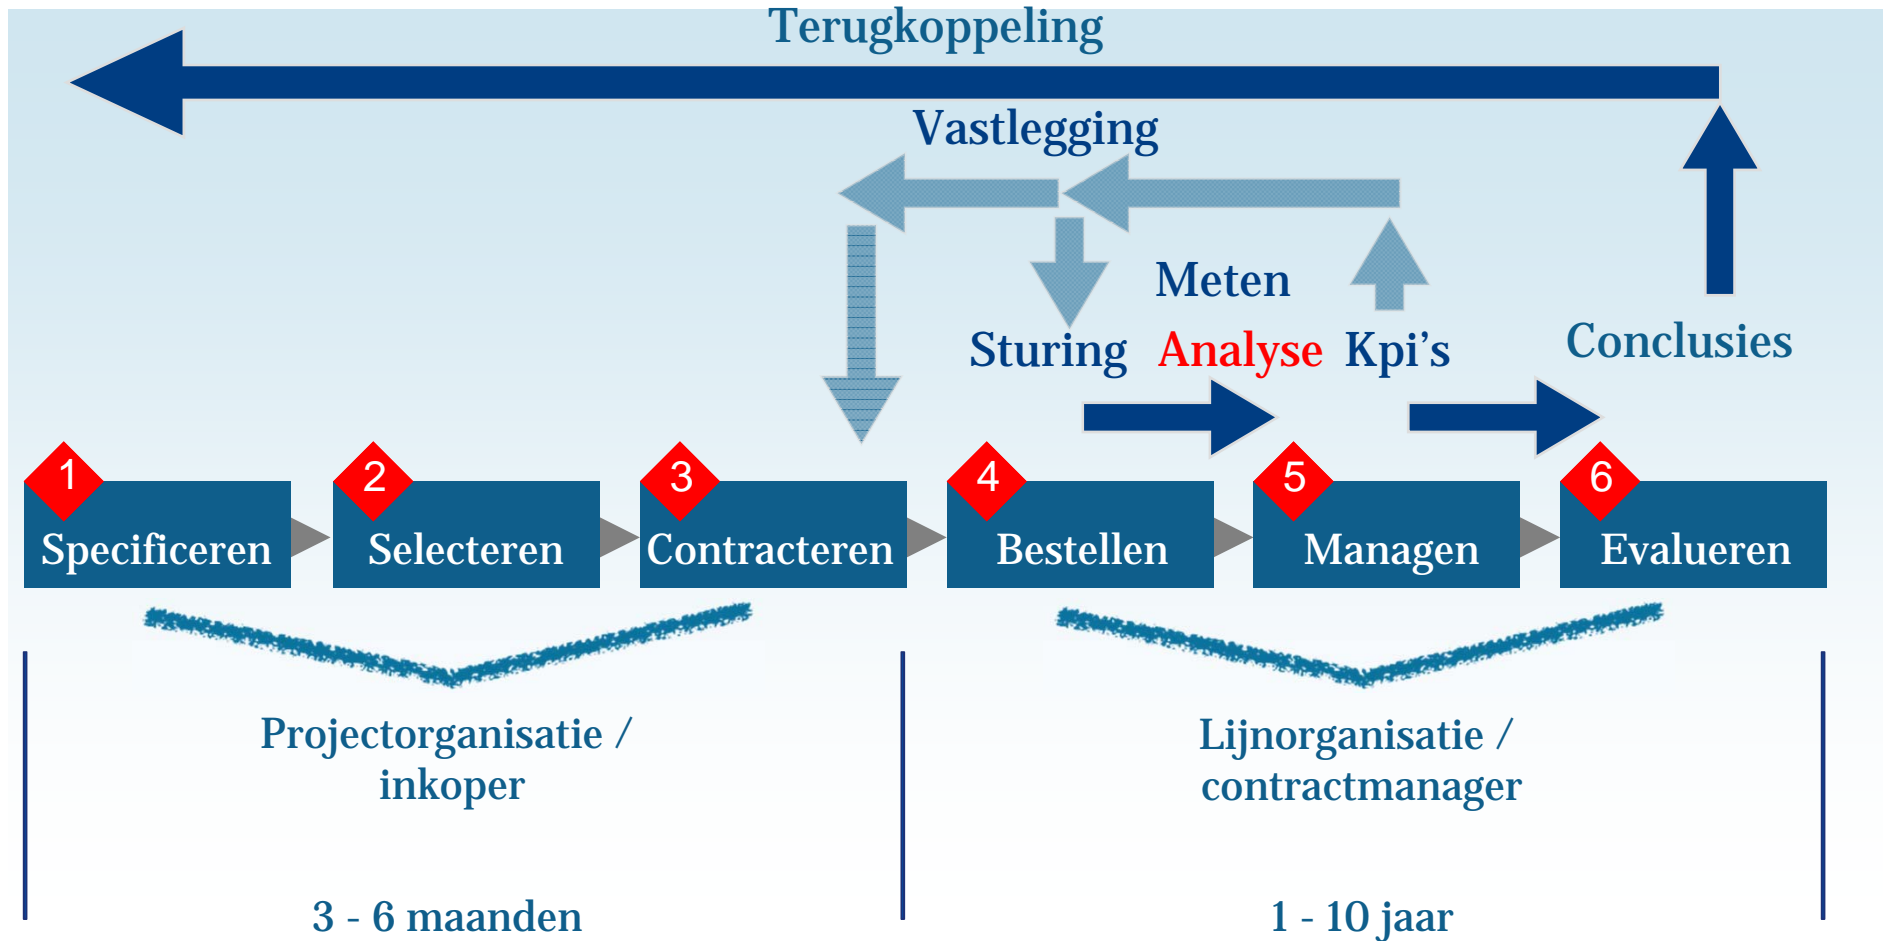 Terugkoppeling
Vastlegging
Meten
Sturing Analyse Kpi's
Conclusies
1
2
3
4
5
6
Specificeren
Selecteren
Contracteren
Bestellen
Managen
Evalueren
Projectorganisatie /
inkoper
Lijnorganisatie /
contractmanager
3 - 6 maanden
1 - 10 jaar